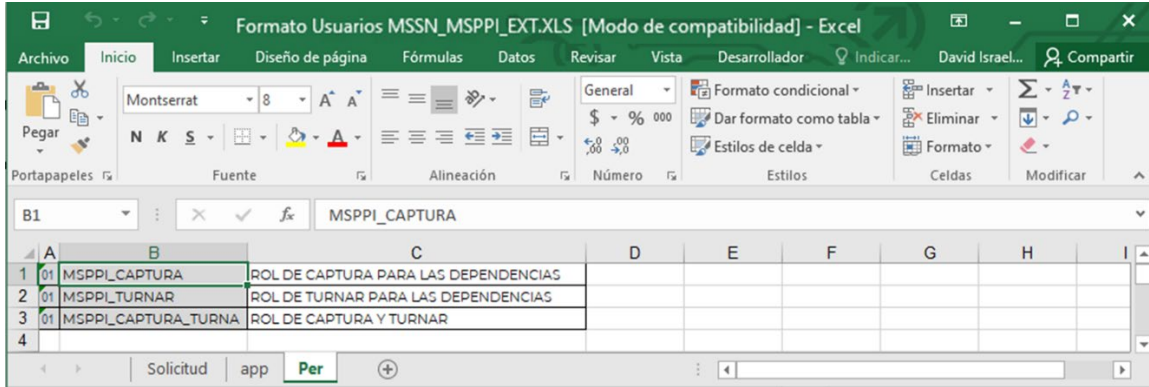 Formato Usuarios MSSN_MSPPI_EXT.XLS [Modo de compatibilidad] - Excel
Archivo Inicio Insertar Diseño de página Fórmulas Datos Revisar Vista Desarrollador Indicar... David Israel... Compartir
Pegar
Montserrat 8 A A
N K S A
General
$ % 000
Formato condicional
Dar formato como tabla
Estilos de celda
Insertar
Eliminar
Formato
Portapapeles Fuente Alineación Número Estilos Celdas Modificar
B1 fx MSPPI_CAPTURA
A B C D E F G H I
1 01 MSPPI_CAPTURA ROL DE CAPTURA PARA LAS DEPENDENCIAS
2 01 MSPPI_TURNAR ROL DE TURNAR PARA LAS DEPENDENCIAS
3 01 MSPPI_CAPTURA_TURNA ROL DE CAPTURA Y TURNAR
4
Solicitud app Per